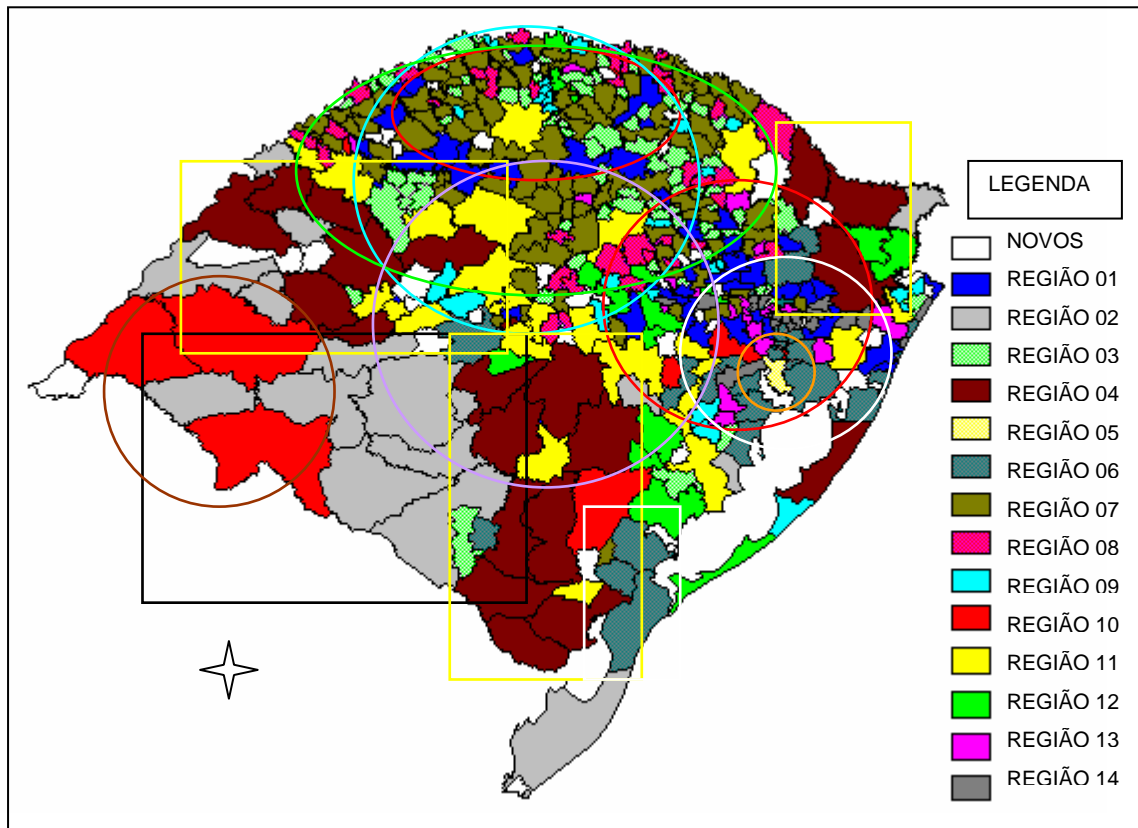 LEGENDA
NOVOS
REGIÃO 01
REGIÃO 02
REGIÃO 03
REGIÃO 04
REGIÃO 05
REGIÃO 06
REGIÃO 07
REGIÃO 08
REGIÃO 09
REGIÃO 10
REGIÃO 11
REGIÃO 12
REGIÃO 13
REGIÃO 14